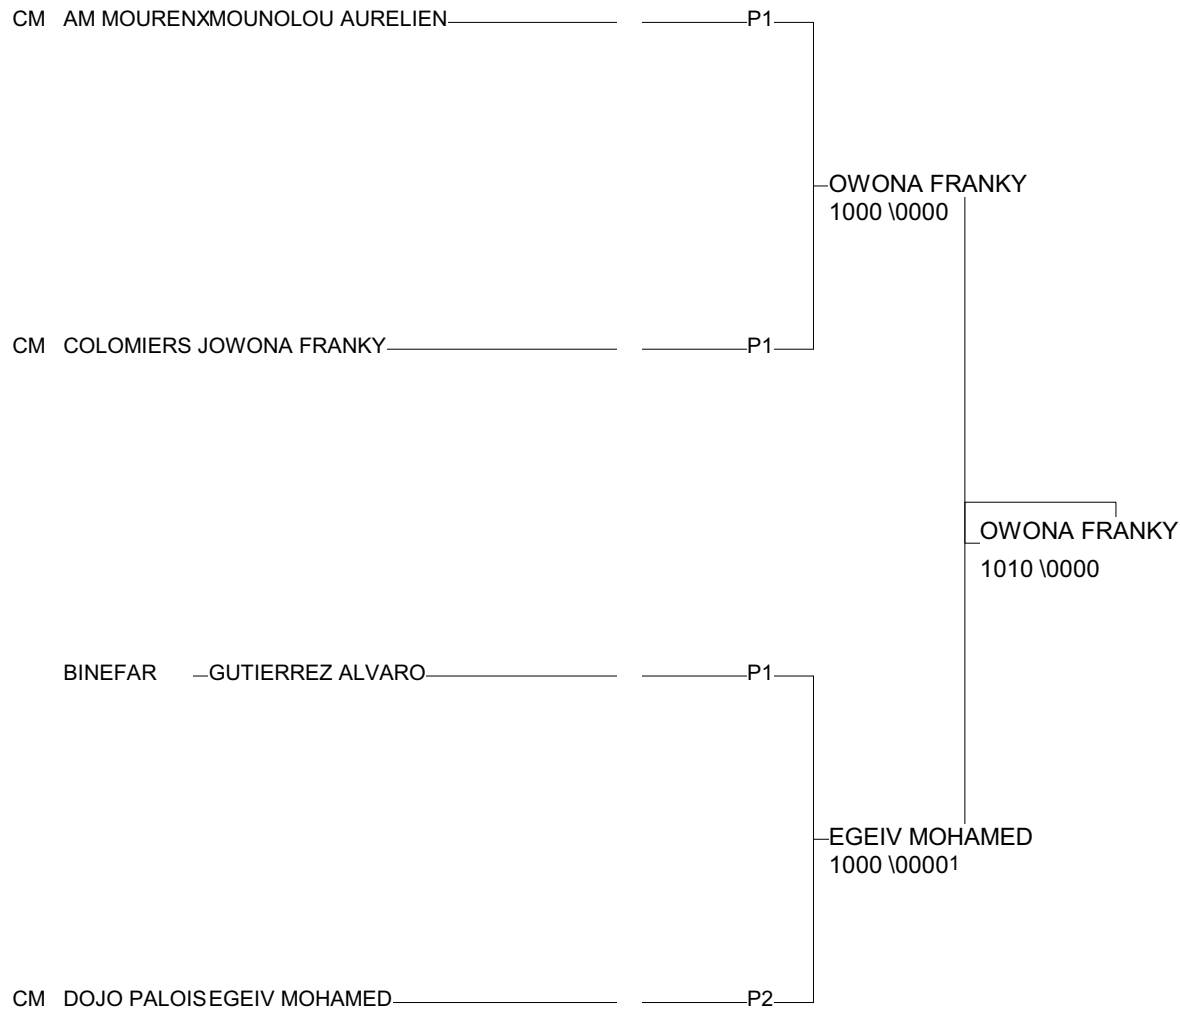 CM AM MOURENXMOUNOLOU AURELIEN P1
OWONA FRANKY
1000 \0000
CM COLOMIERS JOWONA FRANKY P1
OWONA FRANKY
1010 \0000
BINEFAR GUTIERREZ ALVARO P1
EGEIV MOHAMED
1000 \00001
CM DOJO PALOISEGEIV MOHAMED P2